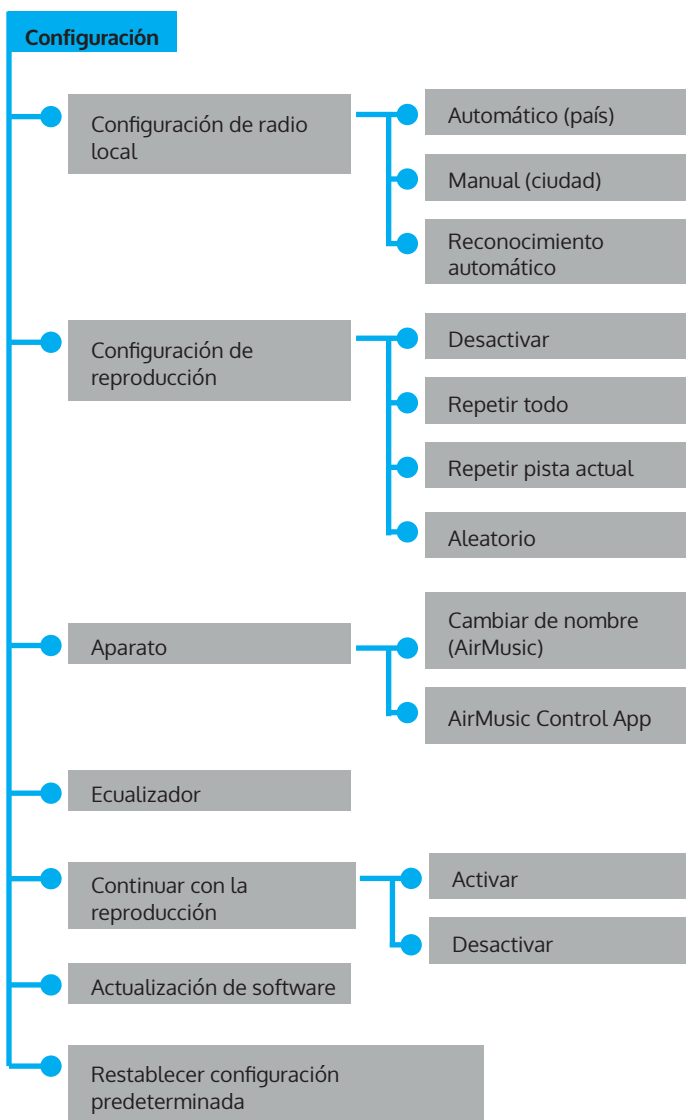 Configuración
Configuración de radio
local
Automático (país)
Manual (ciudad)
Reconocimiento
automático
Configuración de
reproducción
Desactivar
Repetir todo
Repetir pista actual
Aleatorio
Aparato
Cambiar de nombre
(AirMusic)
AirMusic Control App
Ecualizador
Continuar con la
reproducción
Activar
Desactivar
Actualización de software
Restablecer configuración
predeterminada